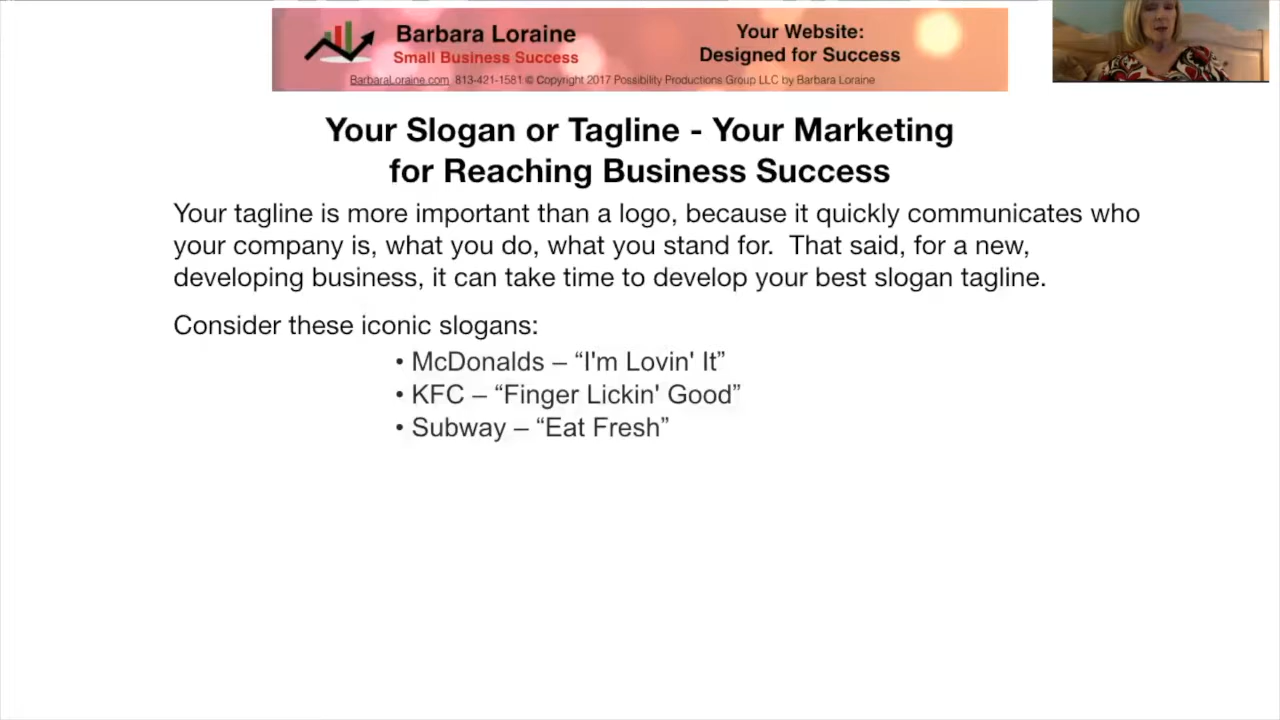 Barbara Loraine
Small Business Success
Your Website:
Designed for Success
BarbaraLoraine.com 813-421-1581 © Copyright 2017 Possibility Productions Group LLC by Barbara Loraine
Your Slogan or Tagline - Your Marketing
for Reaching Business Success
Your tagline is more important than a logo, because it quickly communicates who
your company is, what you do, what you stand for.  That said, for a new,
developing business, it can take time to develop your best slogan tagline.
Consider these iconic slogans:
• McDonalds – “I'm Lovin' It”
• KFC – “Finger Lickin' Good”
• Subway – “Eat Fresh”